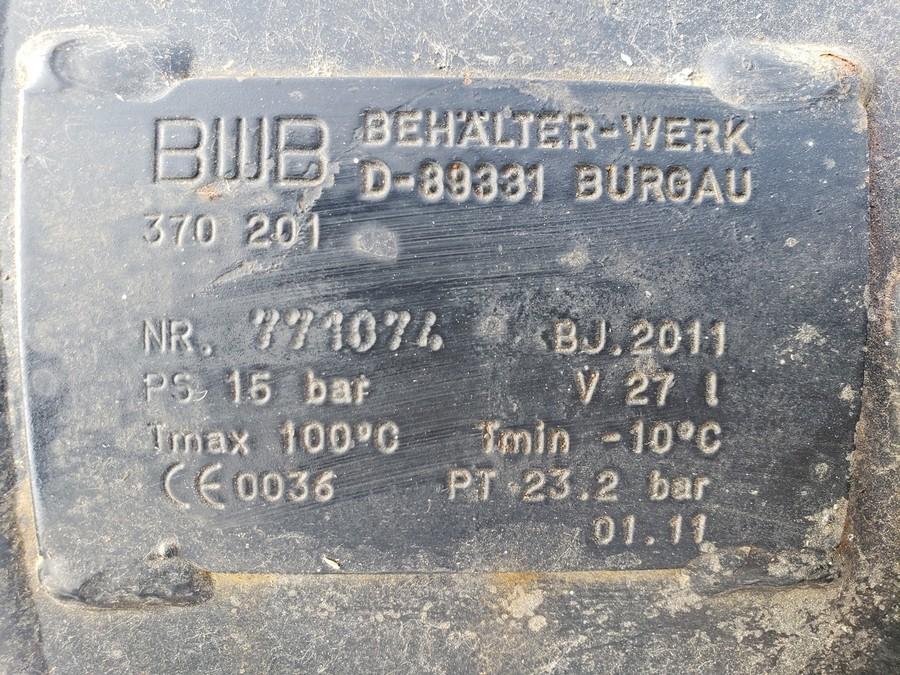 BWB BEHÄLTER-WERK
D-89331 BURGAU
370 201
NR. 771074 BJ.2011
PS 15 bar V 27 l
Tmax 100°C Tmin -10°C
CE 0036 PT 23.2 bar
01.11